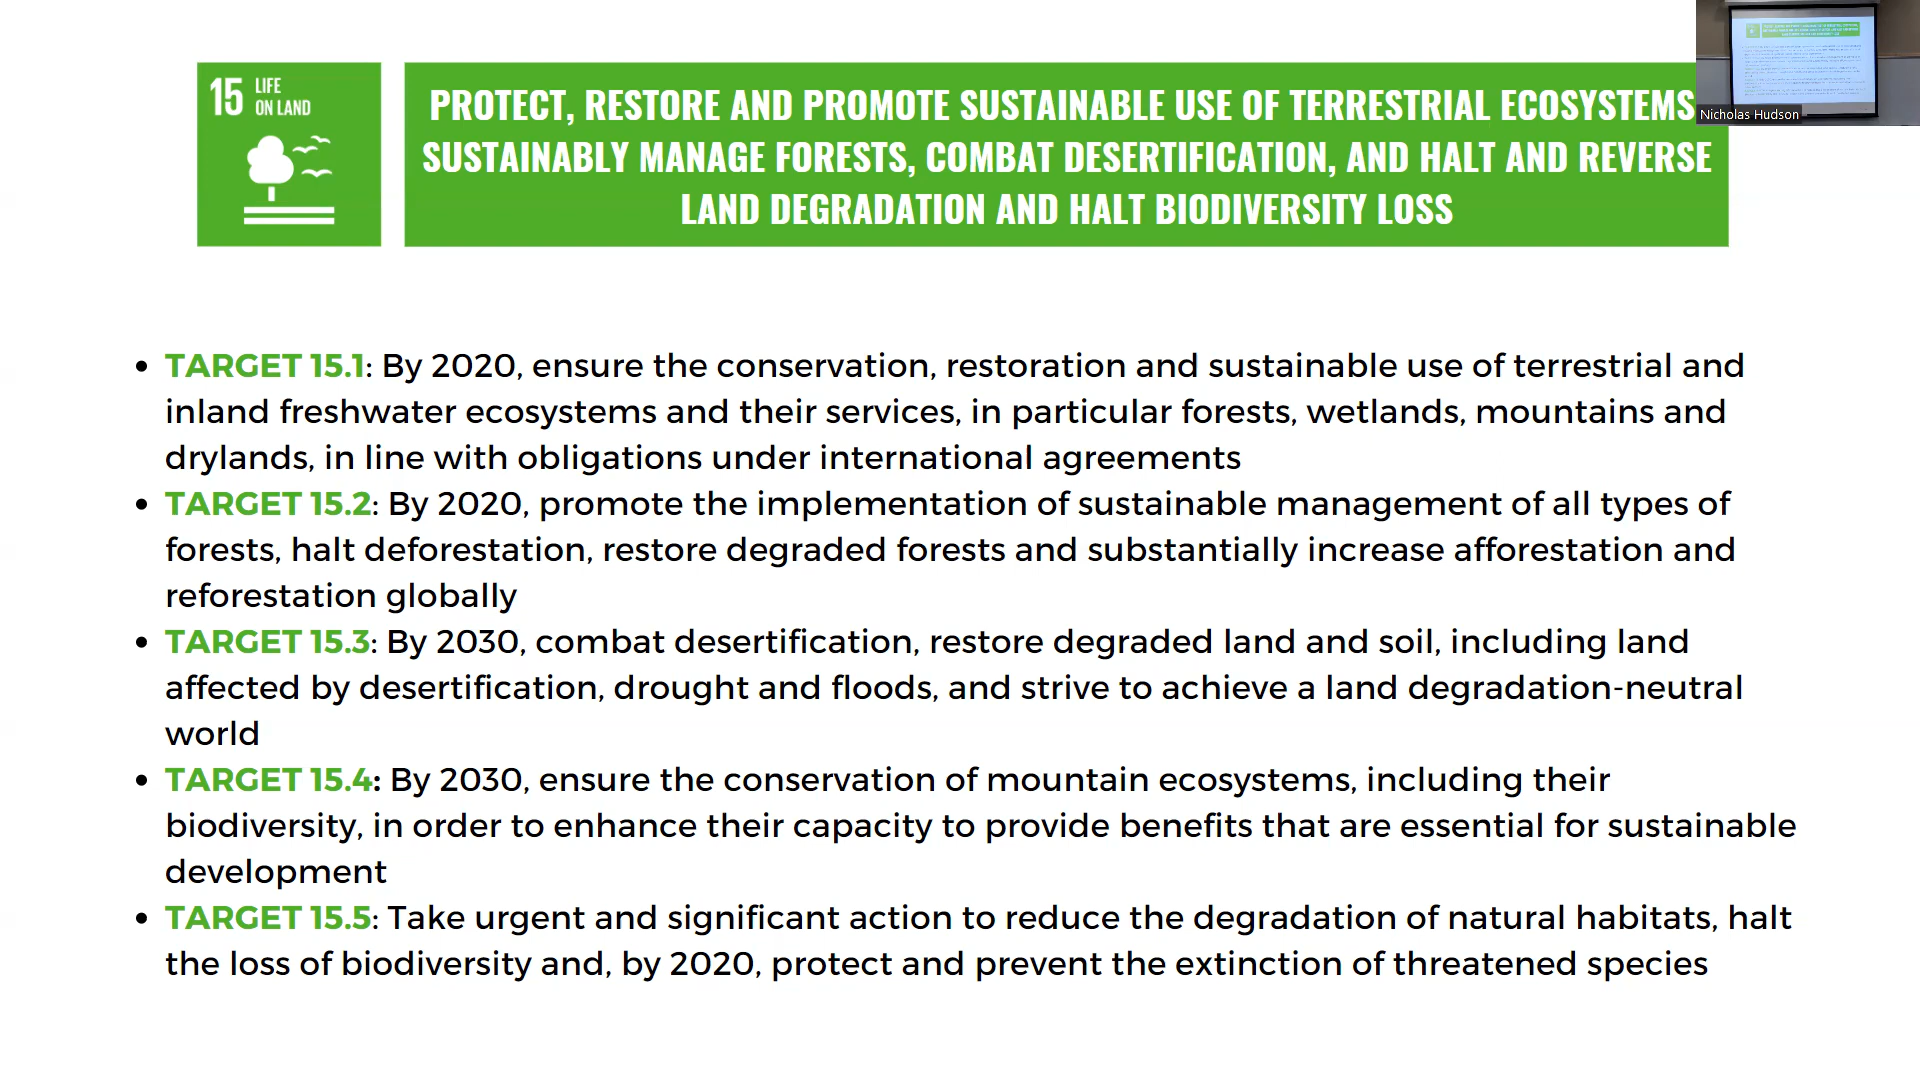 15 LIFE
ON LAND
PROTECT, RESTORE AND PROMOTE SUSTAINABLE USE OF TERRESTRIAL ECOSYSTEMS
SUSTAINABLY MANAGE FORESTS, COMBAT DESERTIFICATION, AND HALT AND REVERSE
LAND DEGRADATION AND HALT BIODIVERSITY LOSS
Nicholas Hudson
• TARGET 15.1: By 2020, ensure the conservation, restoration and sustainable use of terrestrial and
inland freshwater ecosystems and their services, in particular forests, wetlands, mountains and
drylands, in line with obligations under international agreements
• TARGET 15.2: By 2020, promote the implementation of sustainable management of all types of
forests, halt deforestation, restore degraded forests and substantially increase afforestation and
reforestation globally
• TARGET 15.3: By 2030, combat desertification, restore degraded land and soil, including land
affected by desertification, drought and floods, and strive to achieve a land degradation-neutral
world
• TARGET 15.4: By 2030, ensure the conservation of mountain ecosystems, including their
biodiversity, in order to enhance their capacity to provide benefits that are essential for sustainable
development
• TARGET 15.5: Take urgent and significant action to reduce the degradation of natural habitats, halt
the loss of biodiversity and, by 2020, protect and prevent the extinction of threatened species